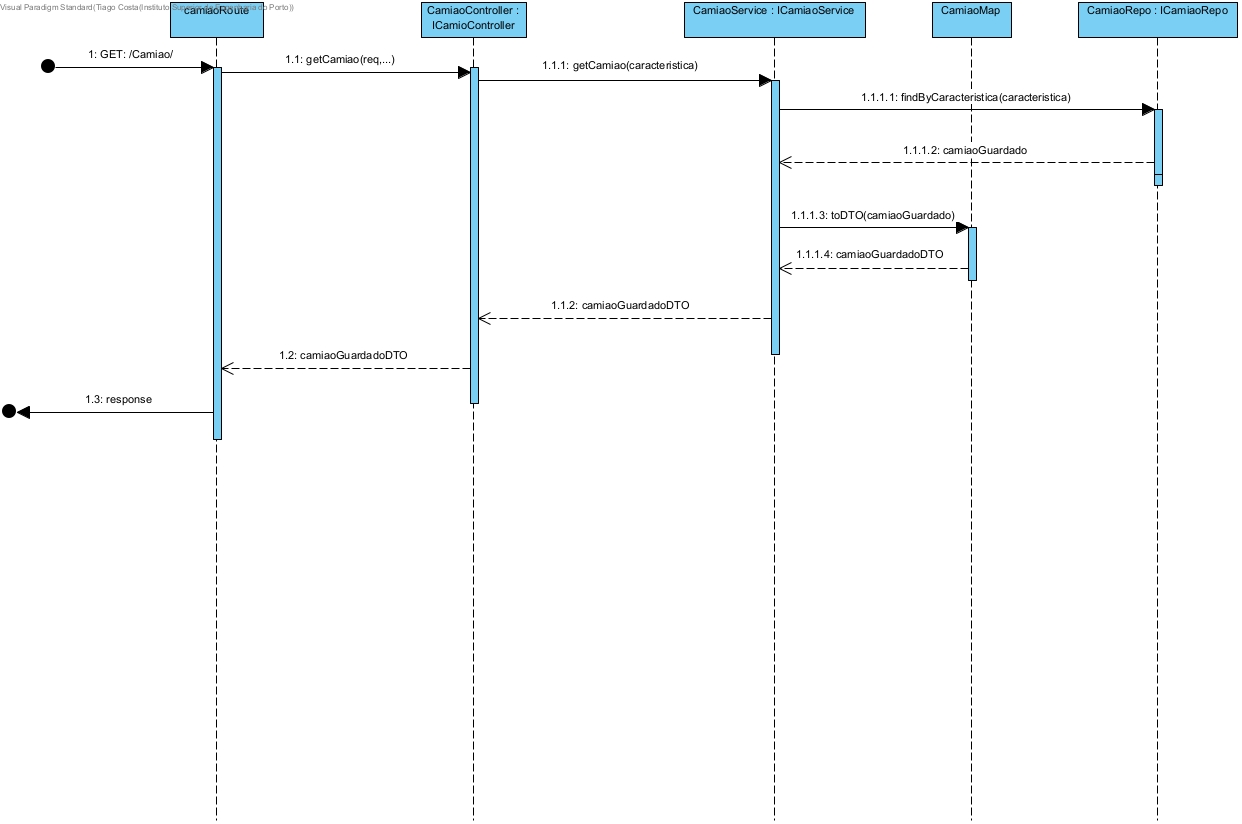 Visual Paradigm Standard(Tiago Costa(Instituto Superior de Engenharia do Porto))
camiaoRoute
CamiaoController :
ICamioController
CamiaoService : ICamiaoService
CamiaoMap
CamiaoRepo : ICamiaoRepo
1: GET: /Camiao/
1.1: getCamiao(req,...)
1.1.1: getCamiao(caracteristica)
1.1.1.1: findByCaracteristica(caracteristica)
1.1.1.2: camiaoGuardado
1.1.1.3: toDTO(camiaoGuardado)
1.1.1.4: camiaoGuardadoDTO
1.1.2: camiaoGuardadoDTO
1.2: camiaoGuardadoDTO
1.3: response